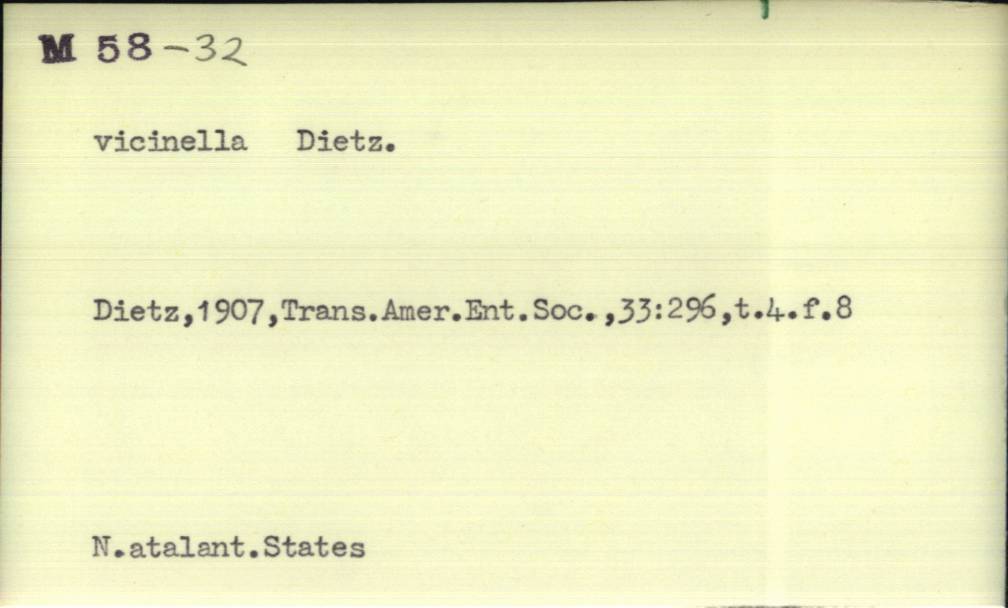 M 58-32
vicinella Dietz.
Dietz,1907,Trans.Amer.Ent.Soc.,33:296,t.4.f.8
N.atalant.States